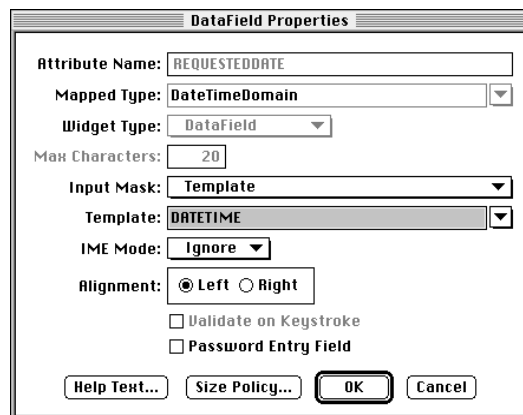 DataField Properties
Attribute Name: REQUESTEDDATE
Mapped Type: DateTimeDomain
Widget Type: DataField
Max Characters: 20
Input Mask: Template
Template: DATETIME
IME Mode: Ignore
Alignment: Left Right
Validate on Keystroke
Password Entry Field
Help Text... Size Policy... OK Cancel